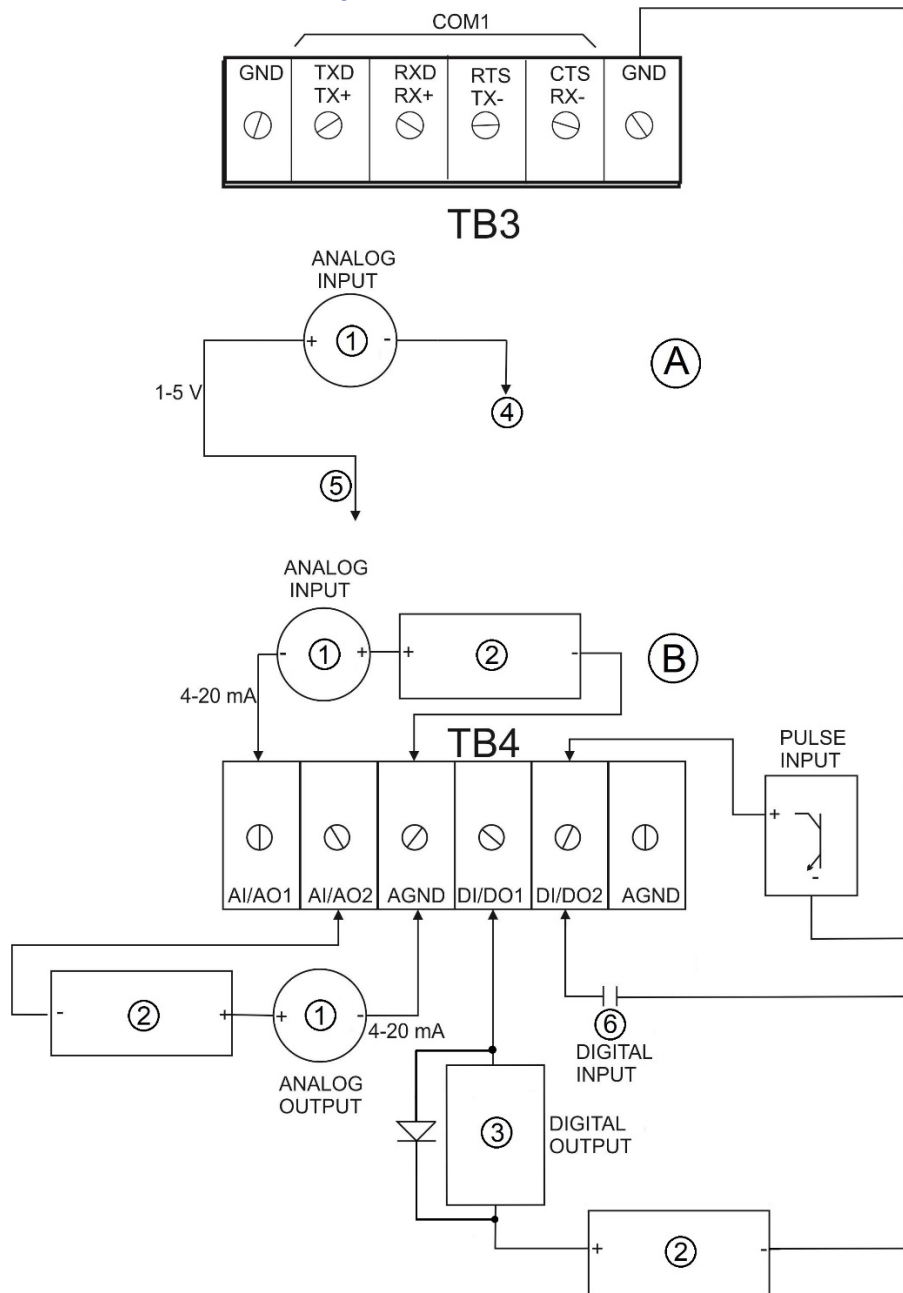 COM1
GND TXD RXD RTS CTS GND
TX+ RX+ TX- RX-
TB3
ANALOG
INPUT
+ 1 -
A
1-5 V
4
5
ANALOG
INPUT
- 1 + + 2 -
B
4-20 mA
TB4
PULSE
INPUT
+
-
AI/AO1 AI/AO2 AGND DI/DO1 DI/DO2 AGND
- 2 + + 1 -
4-20 mA
6
DIGITAL
INPUT
ANALOG
OUTPUT
3
DIGITAL
OUTPUT
+ 2 -